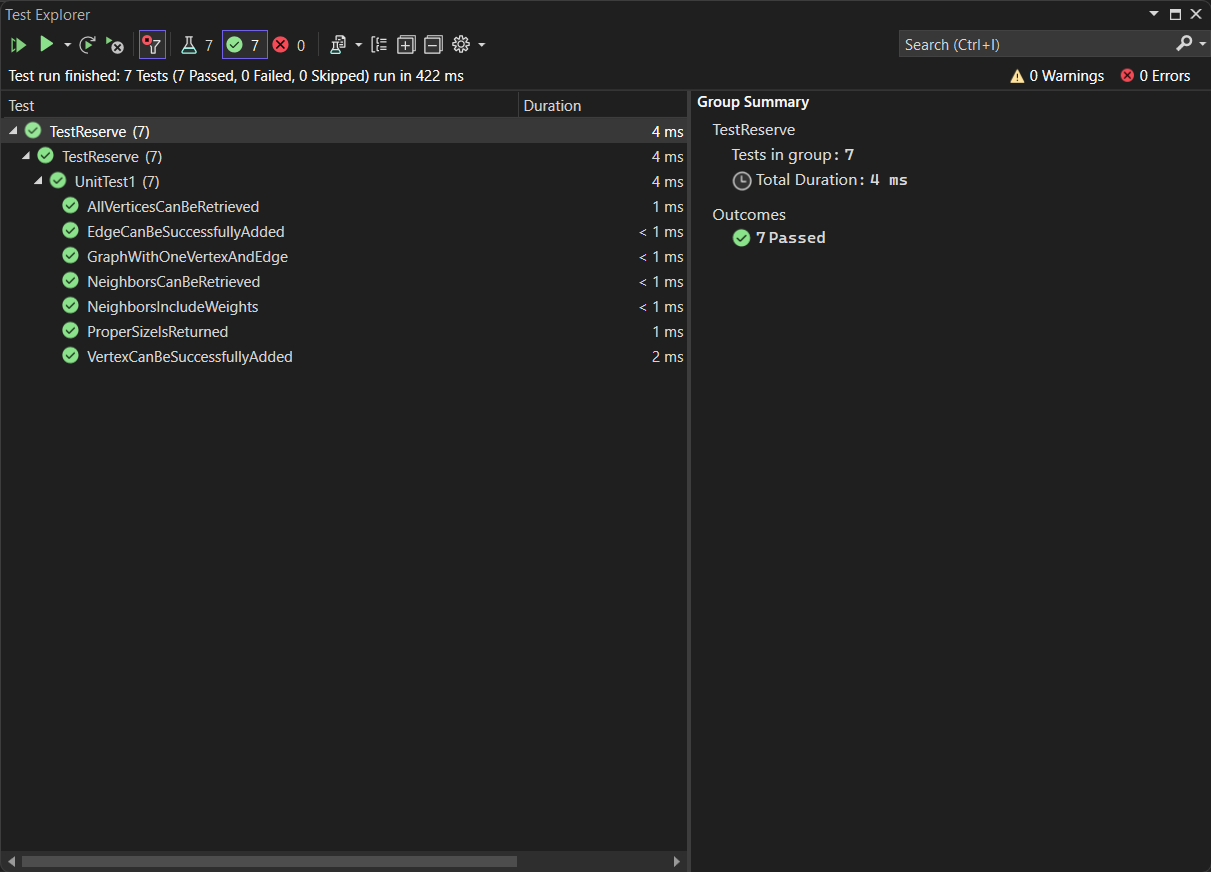 Test Explorer
7 7 0 Search (Ctrl+I)
Test run finished: 7 Tests (7 Passed, 0 Failed, 0 Skipped) run in 422 ms 0 Warnings 0 Errors
Test Duration
TestReserve (7) 4 ms
TestReserve (7) 4 ms
UnitTest1 (7) 4 ms
AllVerticesCanBeRetrieved 1 ms
EdgeCanBeSuccessfullyAdded < 1 ms
GraphWithOneVertexAndEdge < 1 ms
NeighborsCanBeRetrieved < 1 ms
NeighborsIncludeWeights < 1 ms
ProperSizeIsReturned 1 ms
VertexCanBeSuccessfullyAdded 2 ms
Group Summary
TestReserve
Tests in group: 7
Total Duration: 4 ms
Outcomes
7 Passed